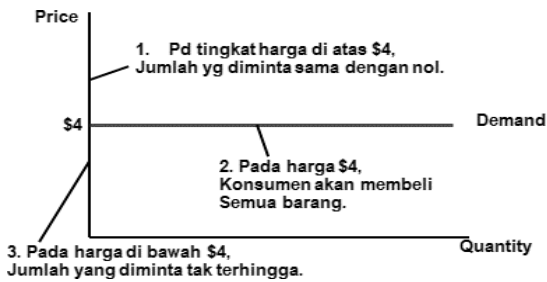 Price
1. Pd tingkat harga di atas $4,
Jumlah yg diminta sama dengan nol.
$4
Demand
2. Pada harga $4,
Konsumen akan membeli
Semua barang.
Quantity
3. Pada harga di bawah $4,
Jumlah yang diminta tak terhingga.